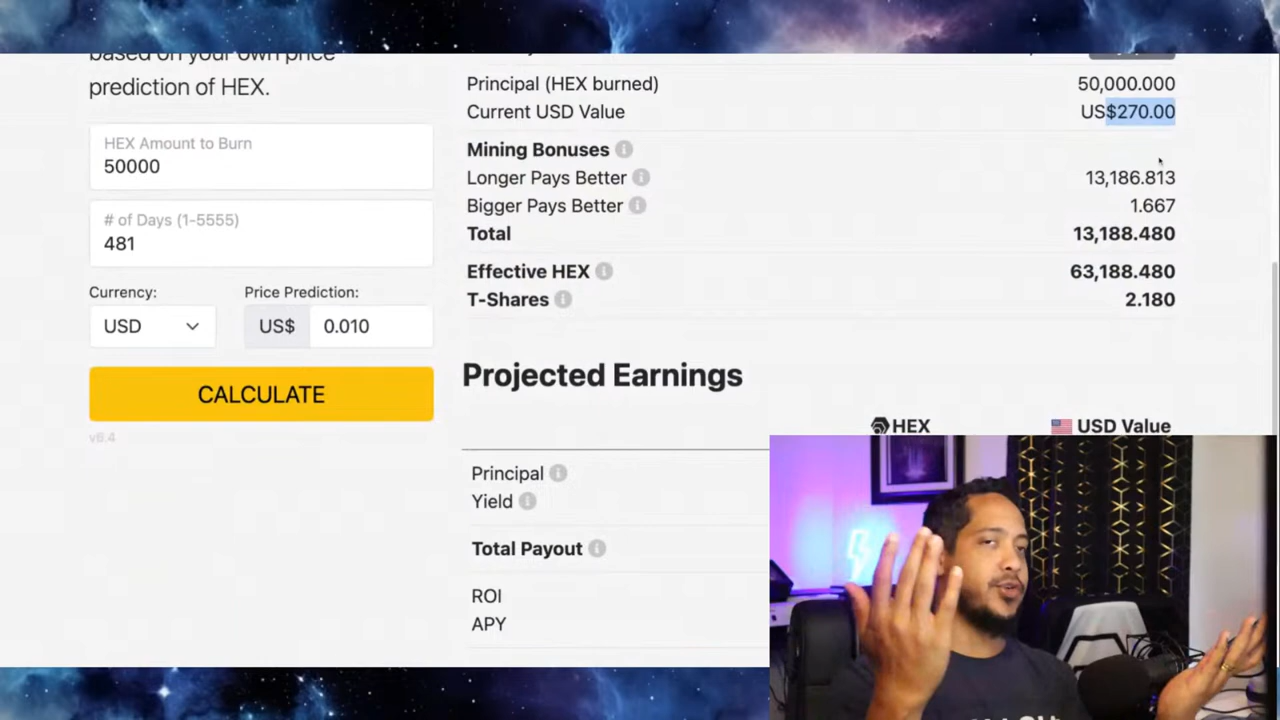 based on your own price
prediction of HEX.
HEX Amount to Burn
50000
# of Days (1-5555)
481
Currency:
Price Prediction:
USD
US$
0.010
CALCULATE
v6.4
Principal (HEX burned)
50,000.000
Current USD Value
US$270.00
Mining Bonuses
Longer Pays Better
13,186.813
Bigger Pays Better
1.667
Total
13,188.480
Effective HEX
63,188.480
T-Shares
2.180
Projected Earnings
HEX
USD Value
Principal
Yield
Total Payout
ROI
APY